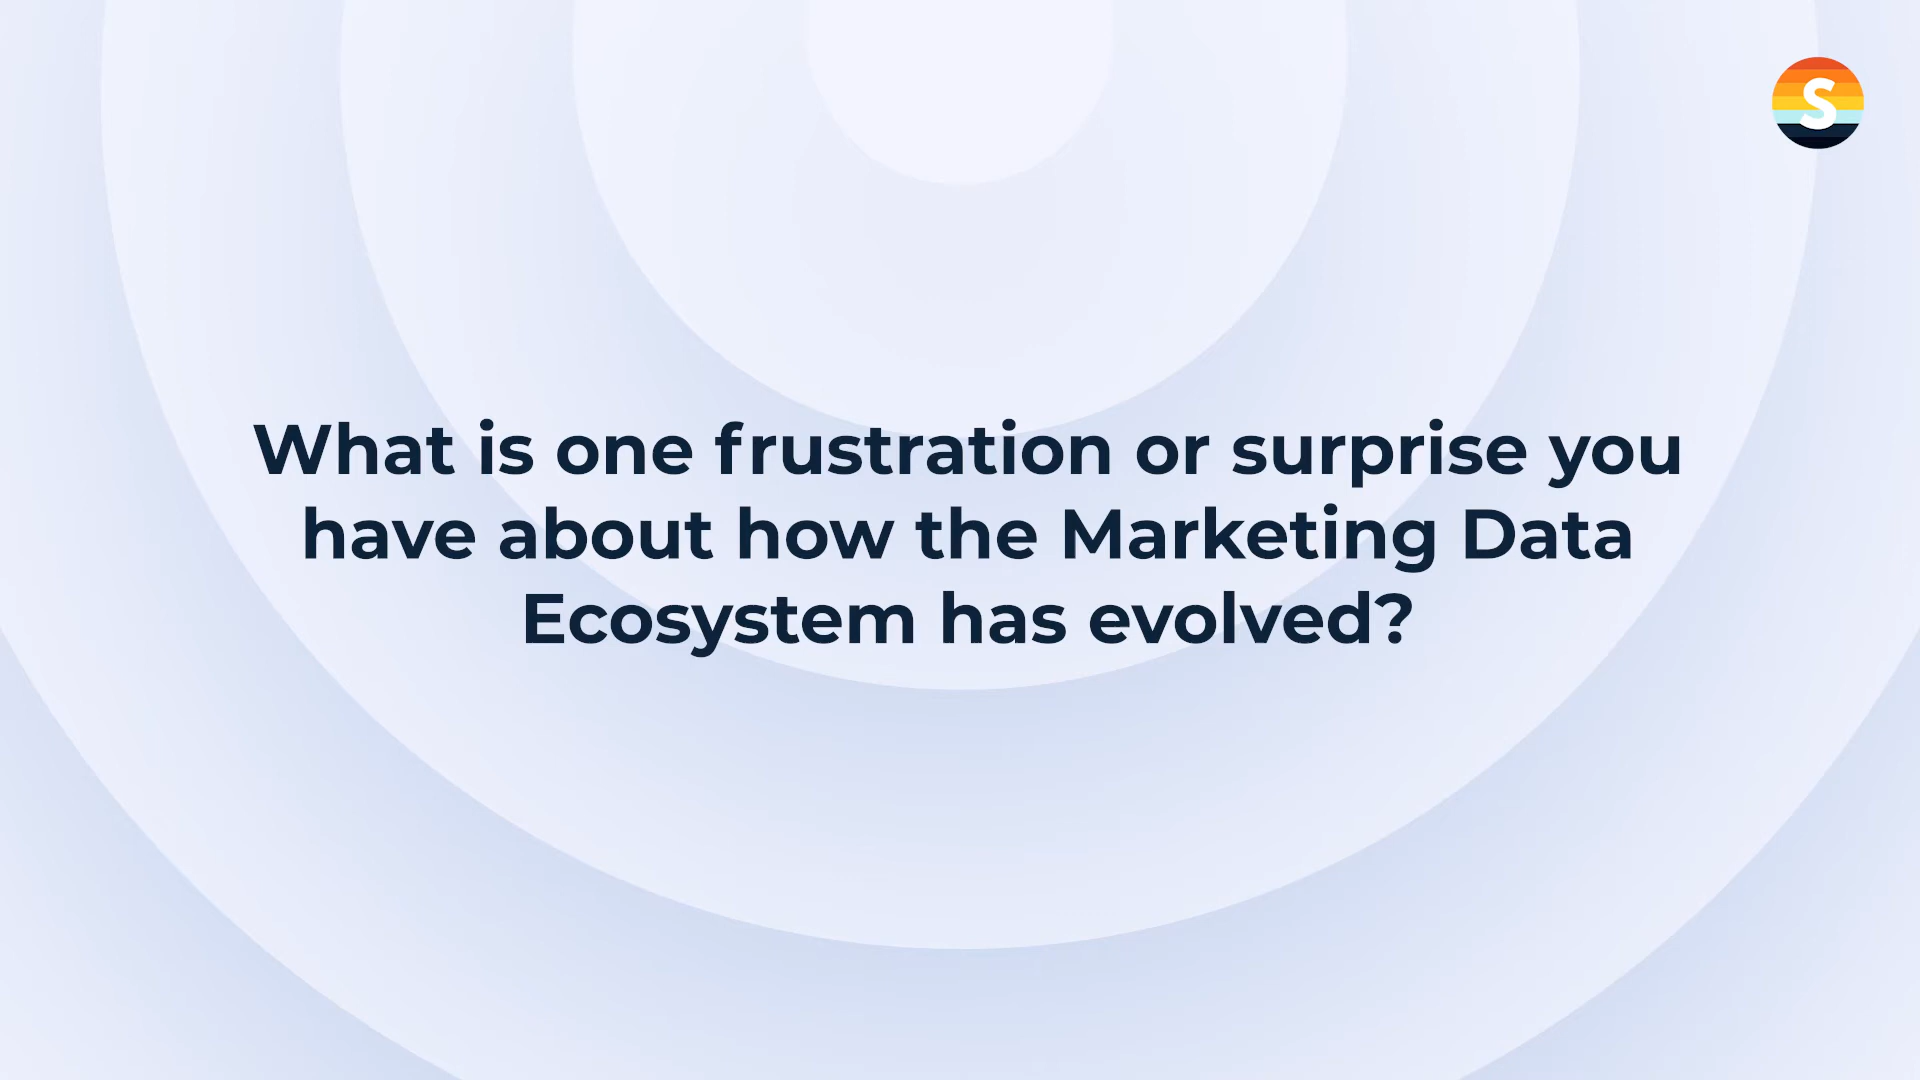 S
What is one frustration or surprise you
have about how the Marketing Data
Ecosystem has evolved?